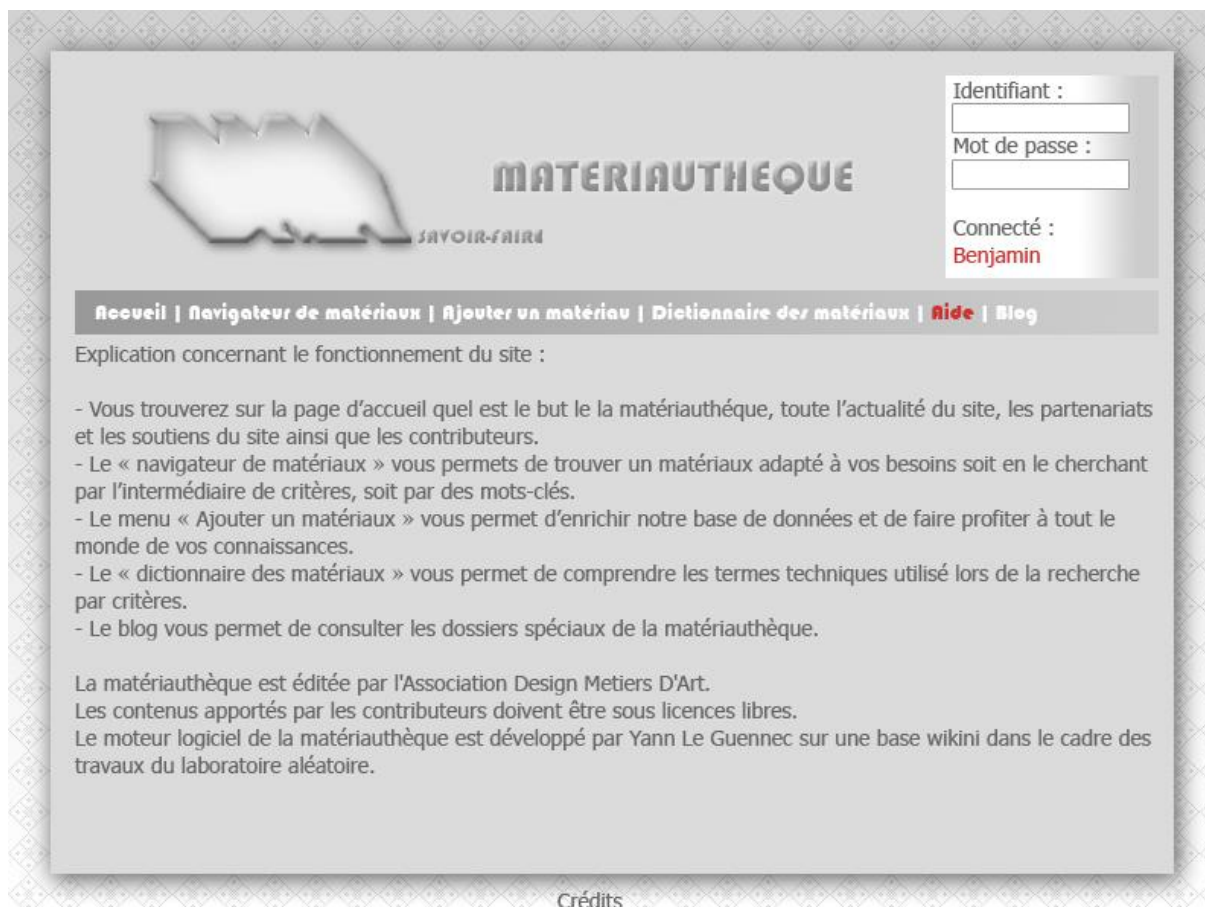 Identifiant :
Mot de passe :
MATERIAUTHEQUE
SAVOIR-FAIRE
Connecté :
Benjamin
Accueil | Navigateur de matériaux | Ajouter un matériau | Dictionnaire des matériaux | Aide | Blog
Explication concernant le fonctionnement du site :
- Vous trouverez sur la page d’accueil quel est le but le la matériauthéque, toute l’actualité du site, les partenariats
et les soutiens du site ainsi que les contributeurs.
- Le « navigateur de matériaux » vous permets de trouver un matériaux adapté à vos besoins soit en le cherchant
par l’intermédiaire de critères, soit par des mots-clés.
- Le menu « Ajouter un matériaux » vous permet d’enrichir notre base de données et de faire profiter à tout le
monde de vos connaissances.
- Le « dictionnaire des matériaux » vous permet de comprendre les termes techniques utilisé lors de la recherche
par critères.
- Le blog vous permet de consulter les dossiers spéciaux de la matériauthèque.
La matériauthèque est éditée par l'Association Design Metiers D'Art.
Les contenus apportés par les contributeurs doivent être sous licences libres.
Le moteur logiciel de la matériauthèque est développé par Yann Le Guennec sur une base wikini dans le cadre des
travaux du laboratoire aléatoire.
Crédits